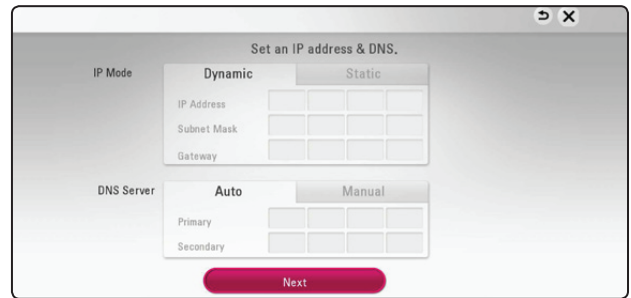 Set an IP address & DNS.
IP Mode Dynamic Static
IP Address
Subnet Mask
Gateway
DNS Server Auto Manual
Primary
Secondary
Next